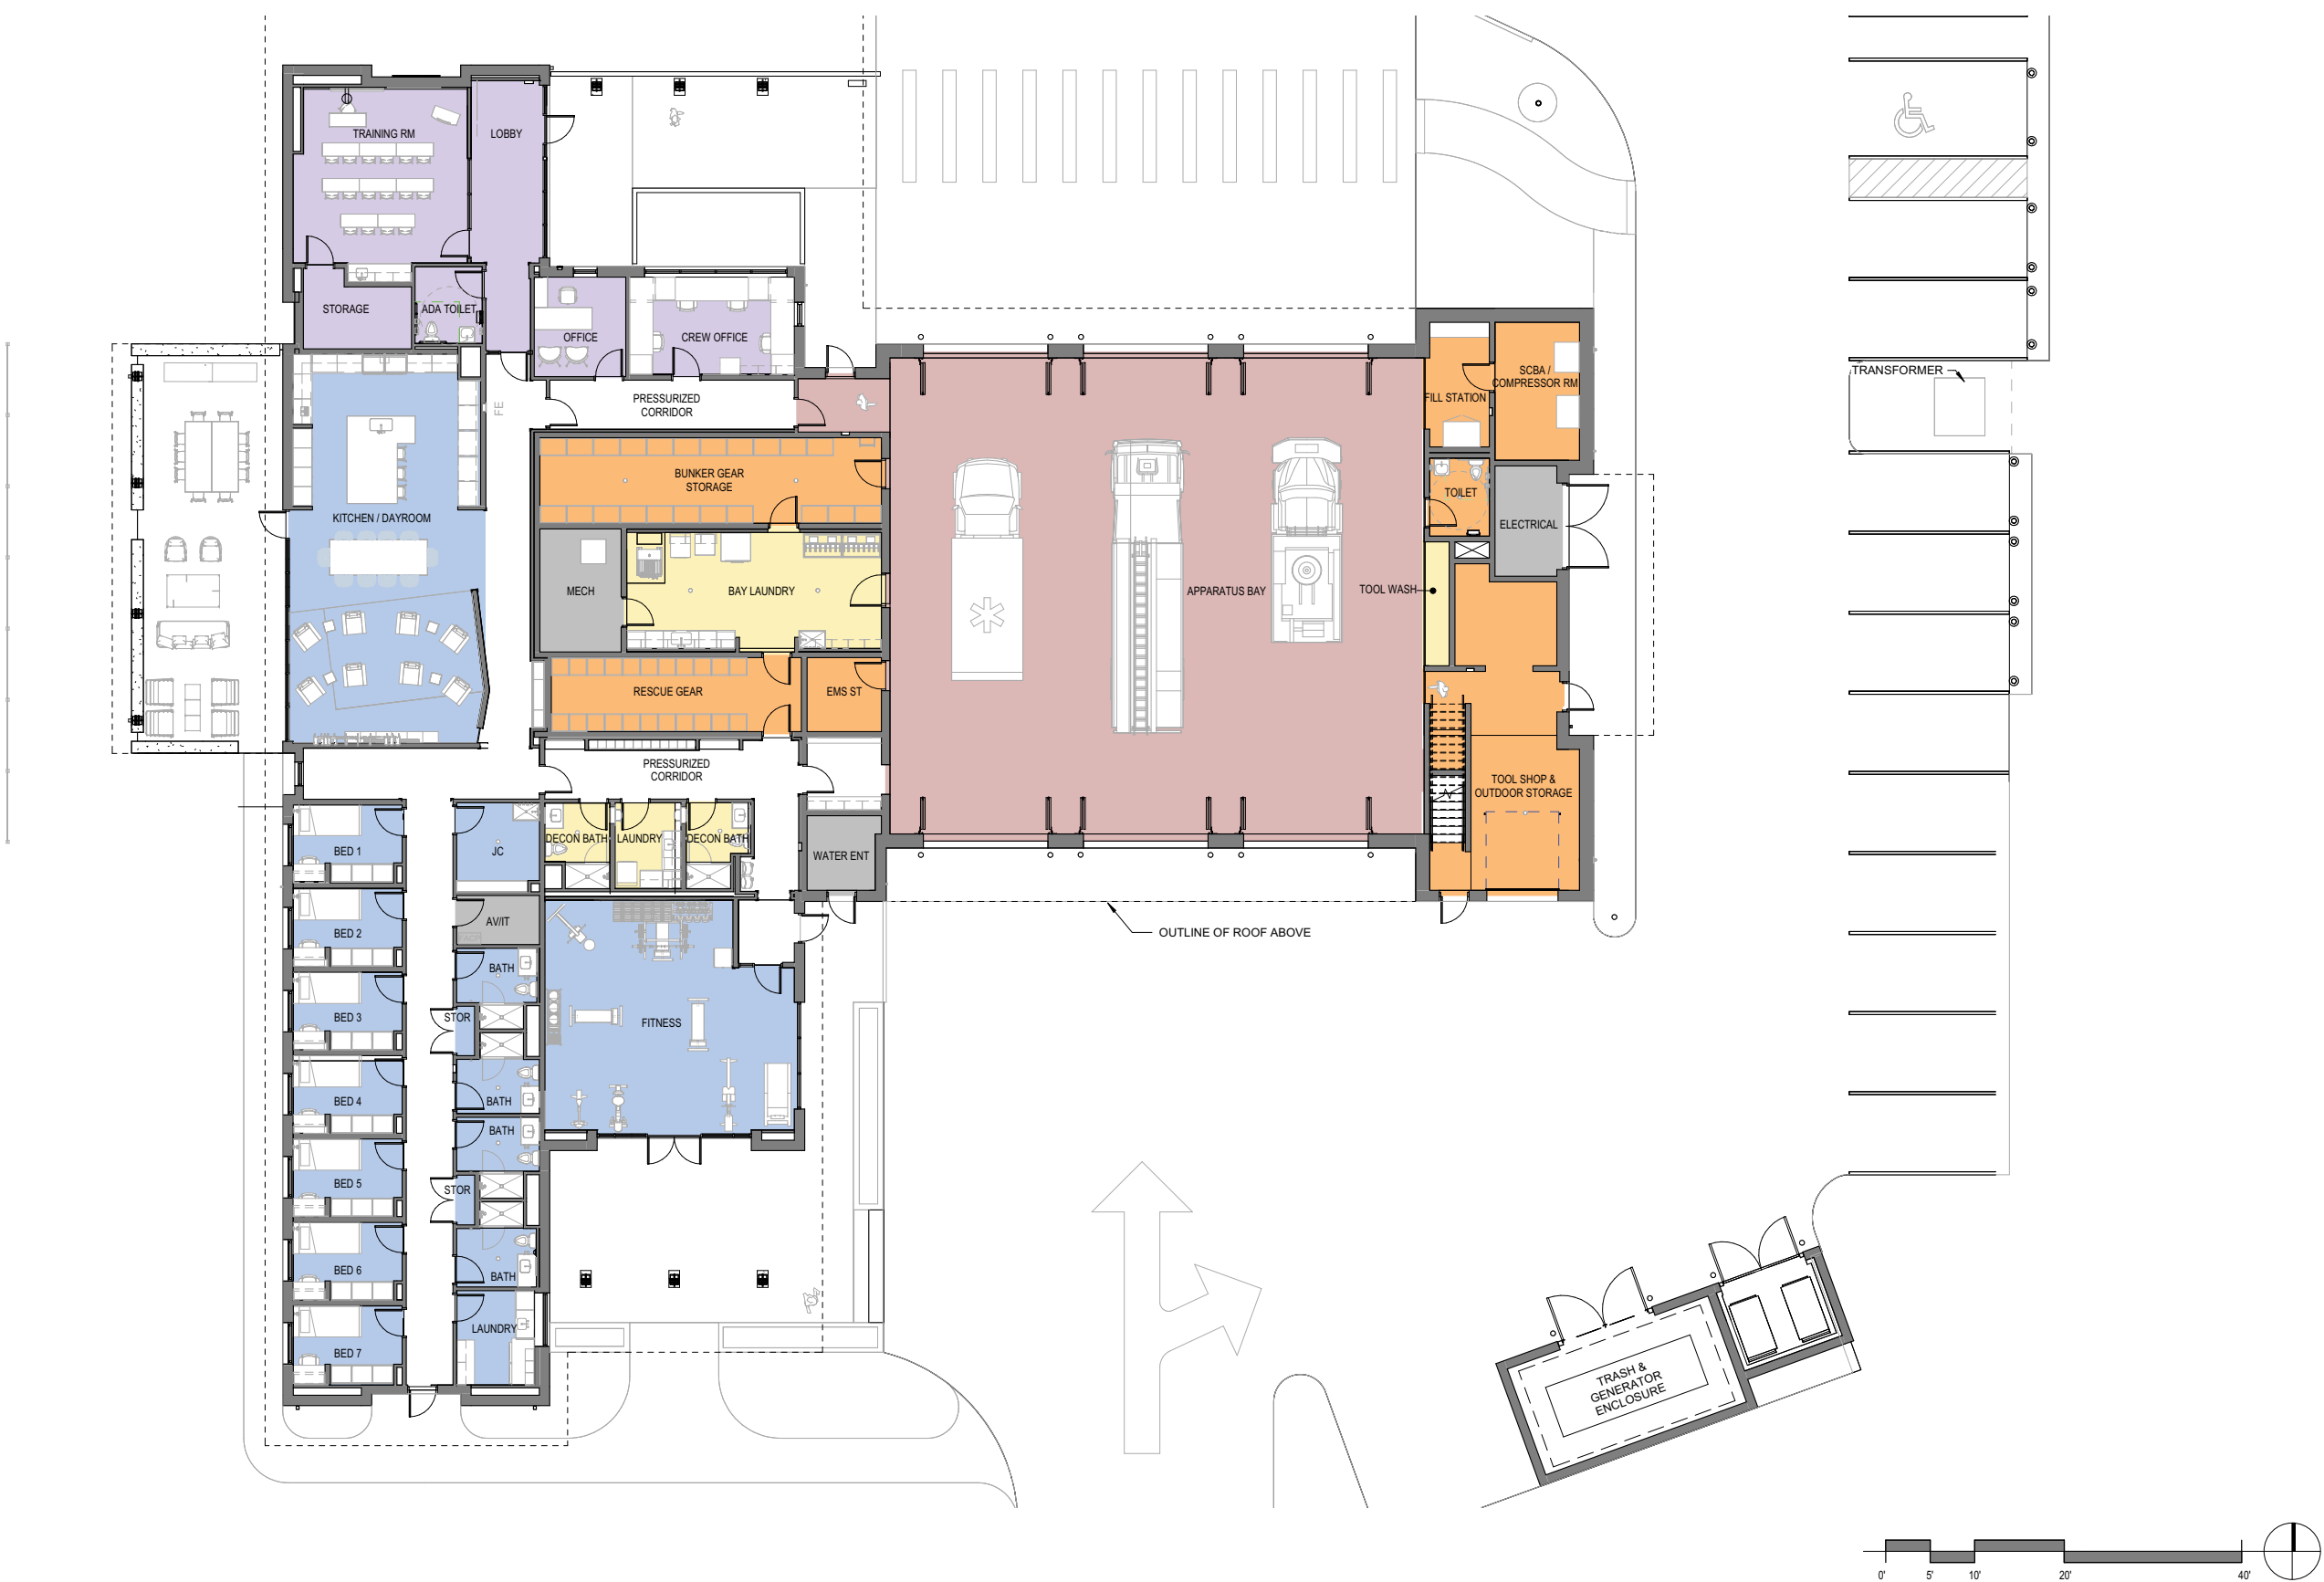 TRAINING RM
LOBBY
STORAGE
ADA TOILET
OFFICE
CREW OFFICE
FE
PRESSURIZED
CORRIDOR
FILL STATION
SCBA /
COMPRESSOR RM
TRANSFORMER
BUNKER GEAR
STORAGE
TOILET
ELECTRICAL
KITCHEN / DAYROOM
MECH
BAY LAUNDRY
APPARATUS BAY
TOOL WASH
RESCUE GEAR
EMS ST
PRESSURIZED
CORRIDOR
TOOL SHOP &
OUTDOOR STORAGE
BED 1
JC
DECON BATH
LAUNDRY
DECON BATH
WATER ENT
BED 2
AV/IT
OUTLINE OF ROOF ABOVE
BATH
BED 3
STOR
FITNESS
BED 4
BATH
BATH
BED 5
STOR
BED 6
BATH
LAUNDRY
BED 7
TRASH &
GENERATOR
ENCLOSURE
0' 5' 10' 20' 40'